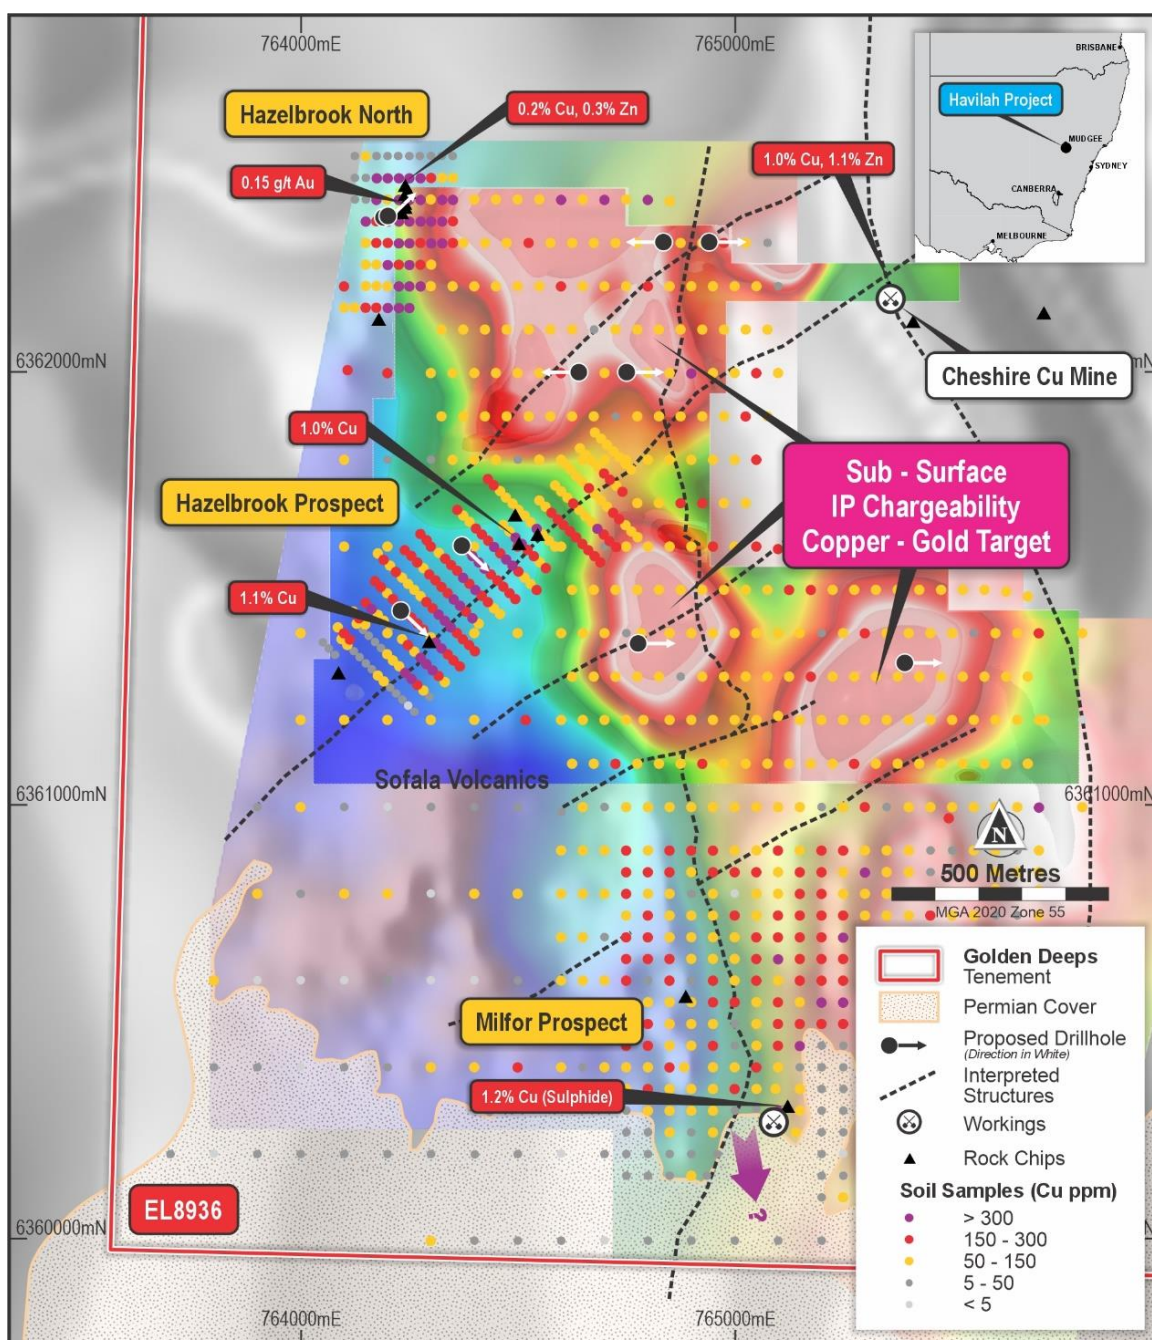 764000mE
765000mE
BRISBANE
Hazelbrook North
0.2% Cu, 0.3% Zn
Havilah Project
MUDGEE
SYDNEY
CANBERRA
MELBOURNE
1.0% Cu, 1.1% Zn
0.15 g/t Au
6362000mN
mN
Cheshire Cu Mine
1.0% Cu
Sub - Surface
IP Chargeability
Copper - Gold Target
Hazelbrook Prospect
1.1% Cu
Sofala Volcanics
6361000mN
6361000mN
N
500 Metres
MGA 2020 Zone 55
Milfor Prospect
1.2% Cu (Sulphide)
?
EL8936
6360000mN
Golden Deeps
Tenement
Permian Cover
Proposed Drillhole
(Direction in White)
Interpreted
Structures
Workings
Rock Chips
Soil Samples (Cu ppm)
> 300
150 - 300
50 - 150
5 - 50
< 5
764000mE
765000mE